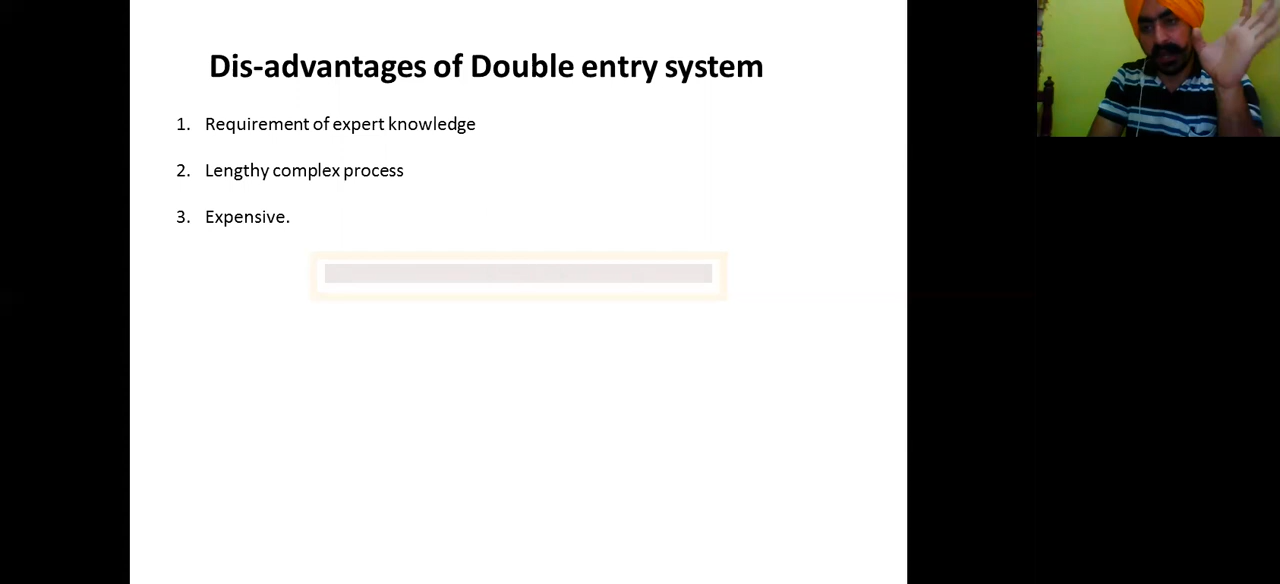 Dis-advantages of Double entry system
1. Requirement of expert knowledge
2. Lengthy complex process
3. Expensive.